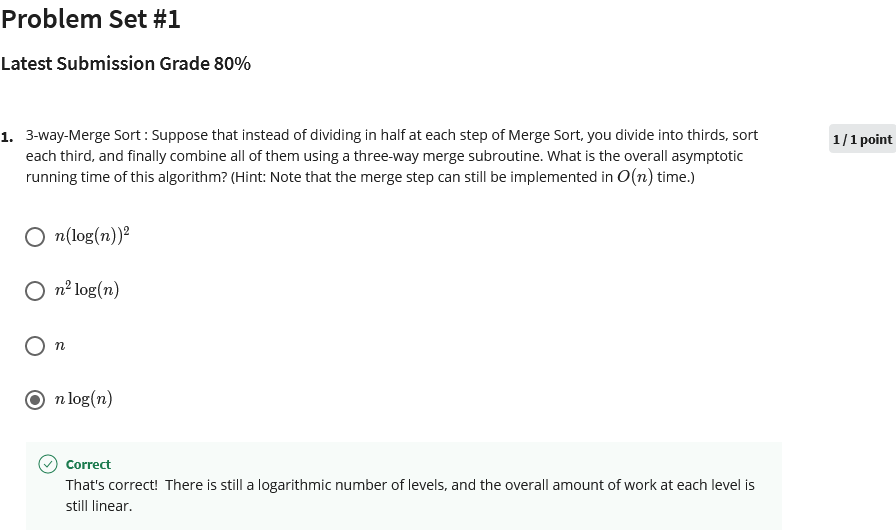 Problem Set #1
Latest Submission Grade 80%
1. 3-way-Merge Sort : Suppose that instead of dividing in half at each step of Merge Sort, you divide into thirds, sort
1 / 1 point
each third, and finally combine all of them using a three-way merge subroutine. What is the overall asymptotic
running time of this algorithm? (Hint: Note that the merge step can still be implemented in O(n) time.)
n(log(n))²
n² log(n)
n
n log(n)
Correct
That's correct! There is still a logarithmic number of levels, and the overall amount of work at each level is
still linear.